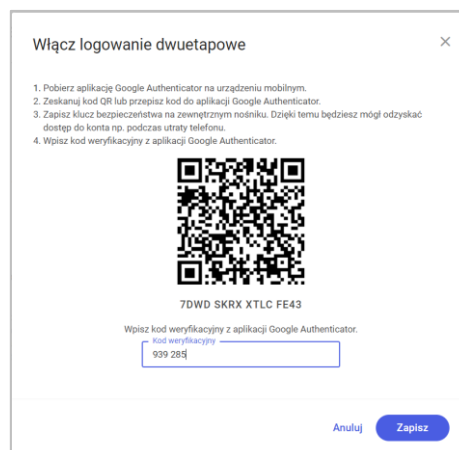 Włącz logowanie dwuetapowe
1. Pobierz aplikację Google Authenticator na urządzeniu mobilnym.
2. Zeskanuj kod QR lub przepisz kod do aplikacji Google Authenticator.
3. Zapisz klucz bezpieczeństwa na zewnętrznym nośniku. Dzięki temu będziesz mógł odzyskać
dostęp do konta np. podczas utraty telefonu.
4. Wpisz kod weryfikacyjny z aplikacji Google Authenticator.
7DWD SKRX XTLC FE43
Wpisz kod weryfikacyjny z aplikacji Google Authenticator.
Kod weryfikacyjny
939 285
Anuluj Zapisz